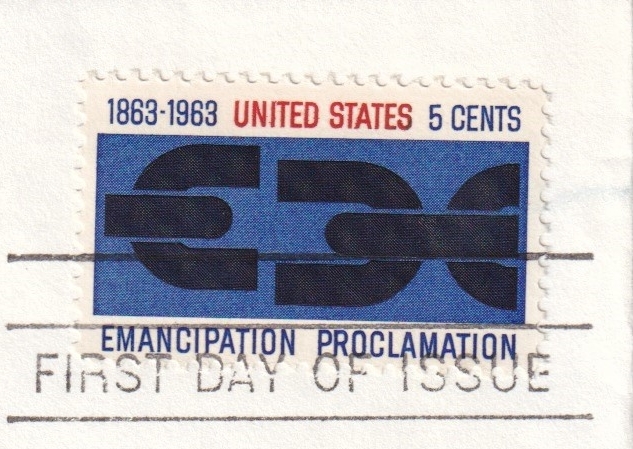 1863-1963 UNITED STATES 5 CENTS
EMANCIPATION PROCLAMATION
FIRST DAY OF ISSUE